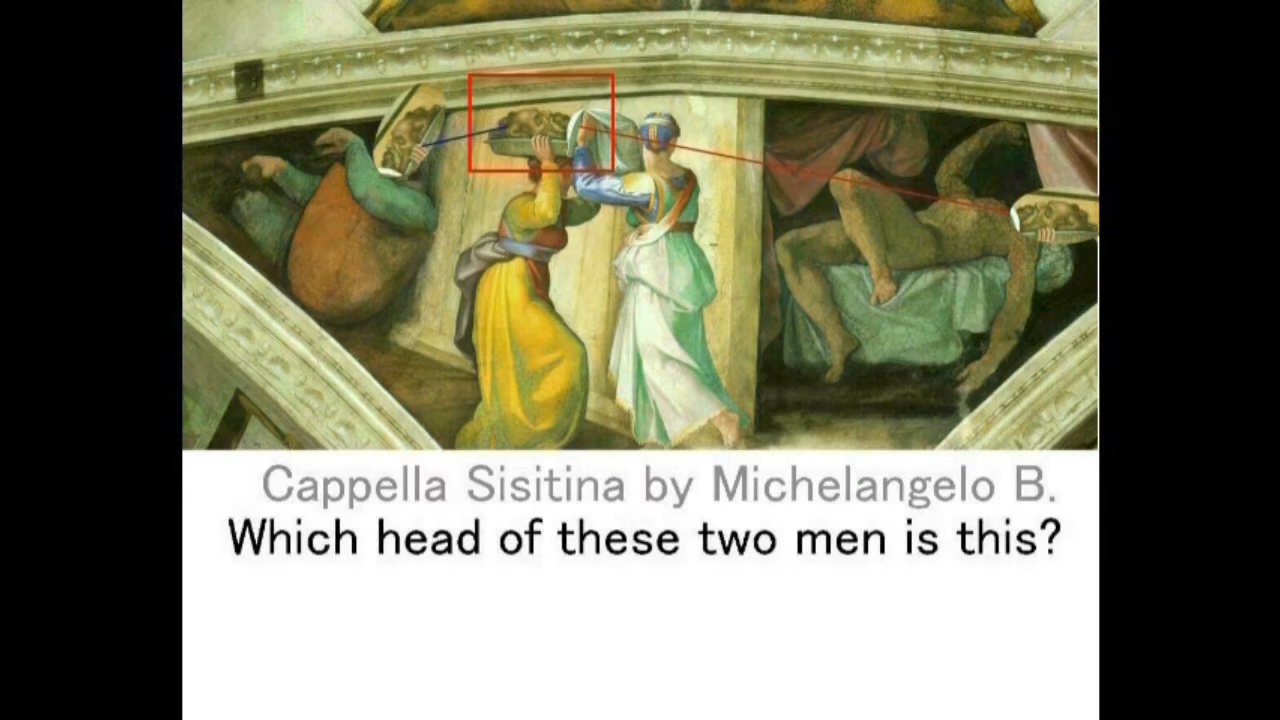 Cappella Sisitina by Michelangelo B.
Which head of these two men is this?